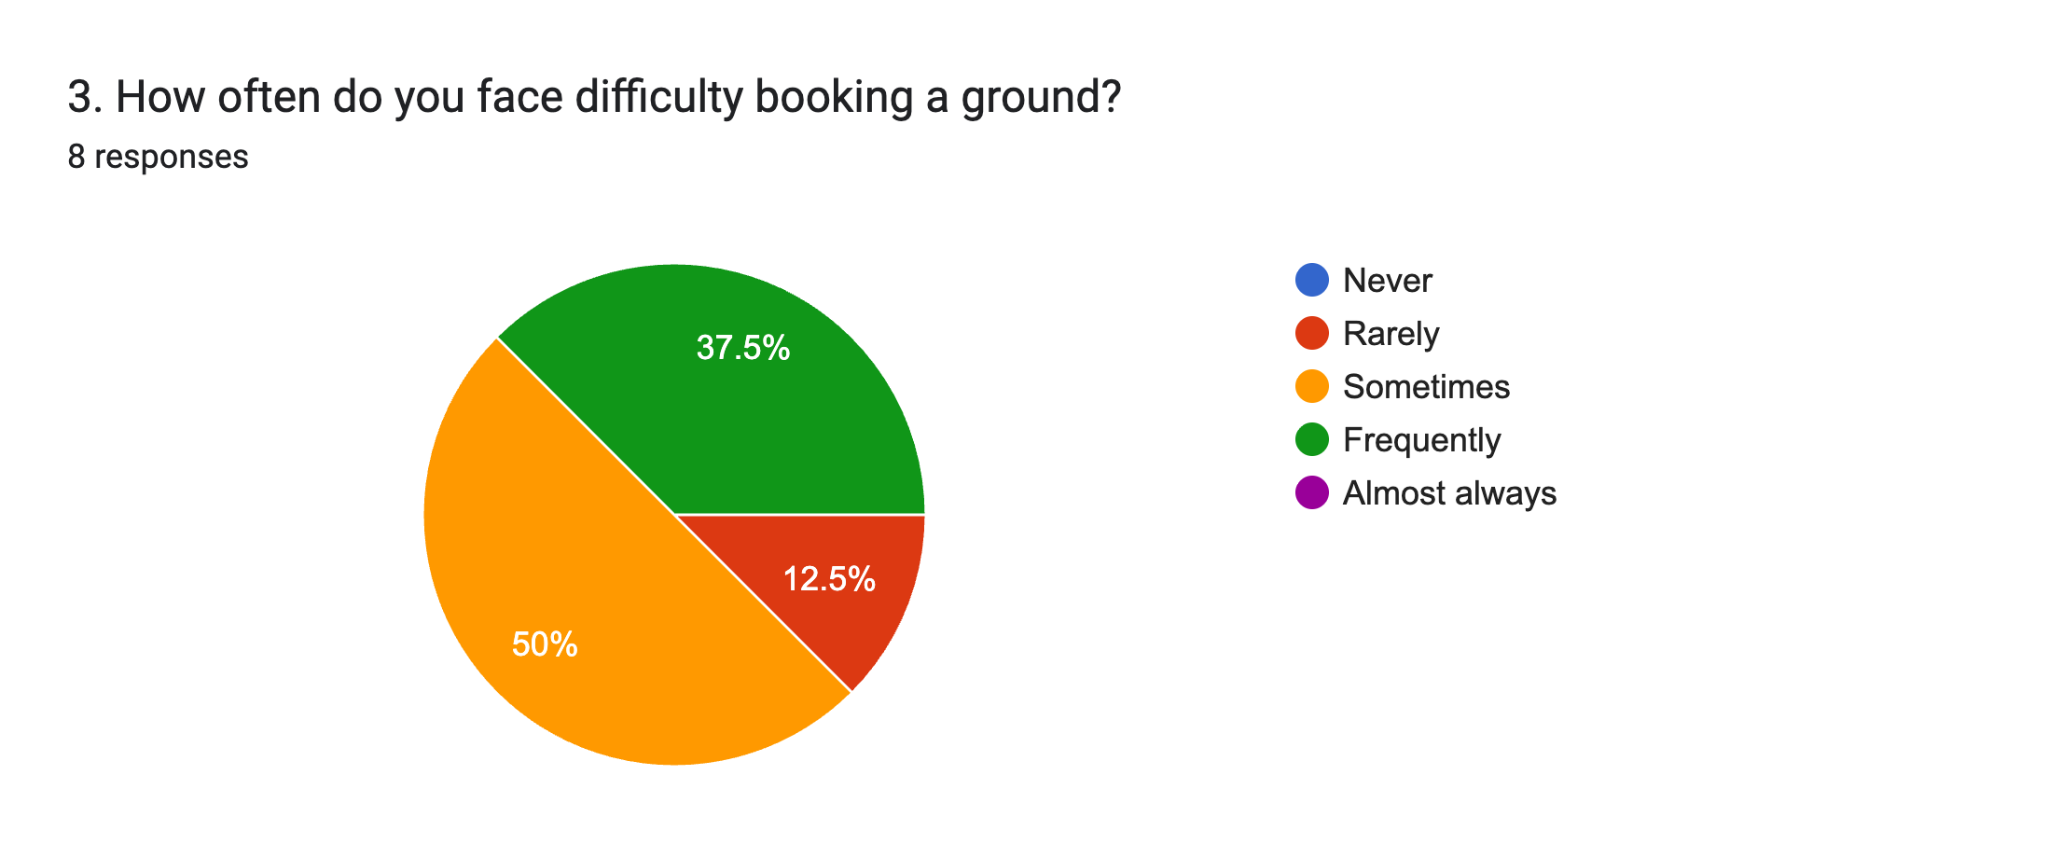 3. How often do you face difficulty booking a ground?
8 responses
37.5%
12.5%
50%
Never
Rarely
Sometimes
Frequently
Almost always